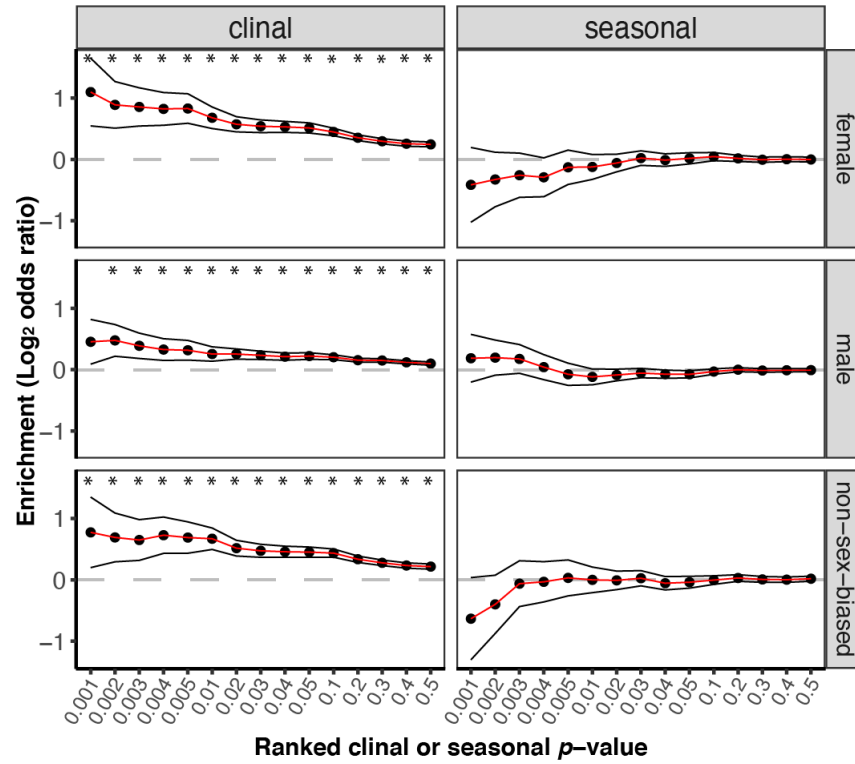 clinal seasonal
* * * * * * * * * * * * * *
1
0
−1
female
* * * * * * * * * * * * *
1
0
−1
male
* * * * * * * * * * * * * *
1
0
−1
non−sex−biased
Enrichment (Log₂ odds ratio)
0.001 0.002 0.003 0.004 0.005 0.01 0.02 0.03 0.04 0.05 0.1 0.2 0.3 0.4 0.5 0.001 0.002 0.003 0.004 0.005 0.01 0.02 0.03 0.04 0.05 0.1 0.2 0.3 0.4 0.5
Ranked clinal or seasonal p−value